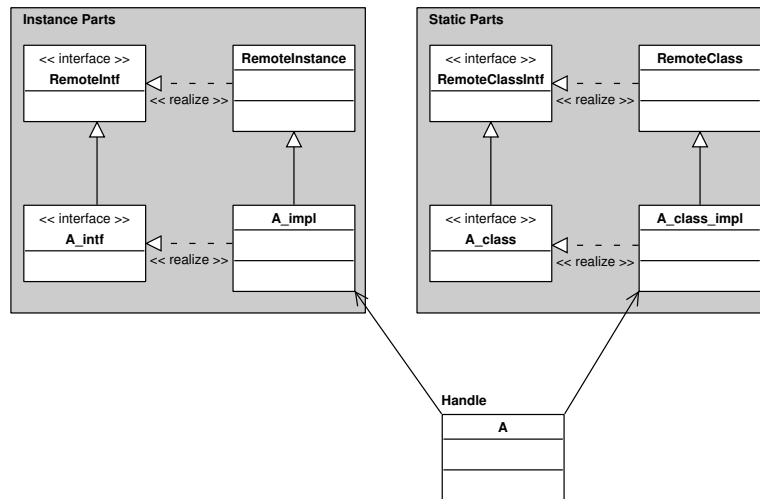 Instance Parts
<< interface >>
RemoteIntf
RemoteInstance
<< realize >>
<< interface >>
A_intf
A_impl
<< realize >>
Static Parts
<< interface >>
RemoteClassIntf
RemoteClass
<< realize >>
<< interface >>
A_class
A_class_impl
<< realize >>
Handle
A